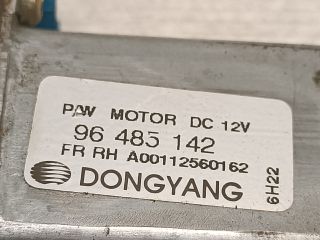 P/W MOTOR DC 12V
96 485 142
FR RH A00112560162
DONGYANG
6H22